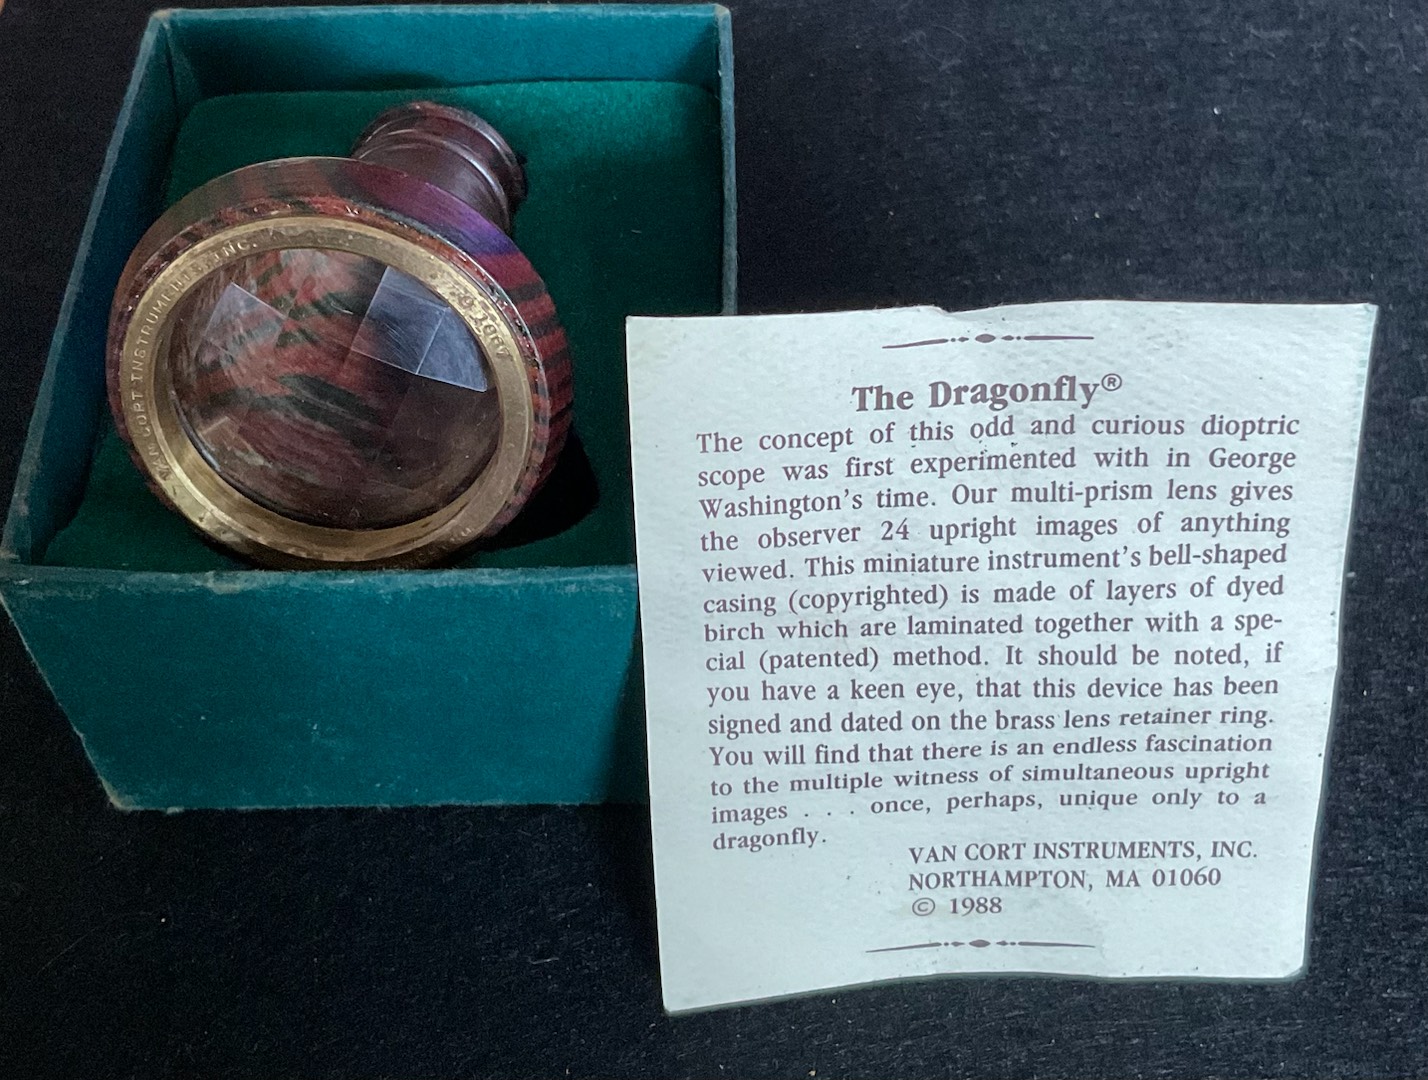 VAN CORT INSTRUMENTS, INC.
The Dragonfly®
The concept of this odd and curious dioptric
scope was first experimented with in George
Washington's time. Our multi-prism lens gives
the observer 24 upright images of anything
viewed. This miniature instrument's bell-shaped
casing (copyrighted) is made of layers of dyed
birch which are laminated together with a spe-
cial (patented) method. It should be noted, if
you have a keen eye, that this device has been
signed and dated on the brass lens retainer ring.
You will find that there is an endless fascination
to the multiple witness of simultaneous upright
images . . . once, perhaps, unique only to a
dragonfly.
VAN CORT INSTRUMENTS, INC.
NORTHAMPTON, MA 01060
© 1988